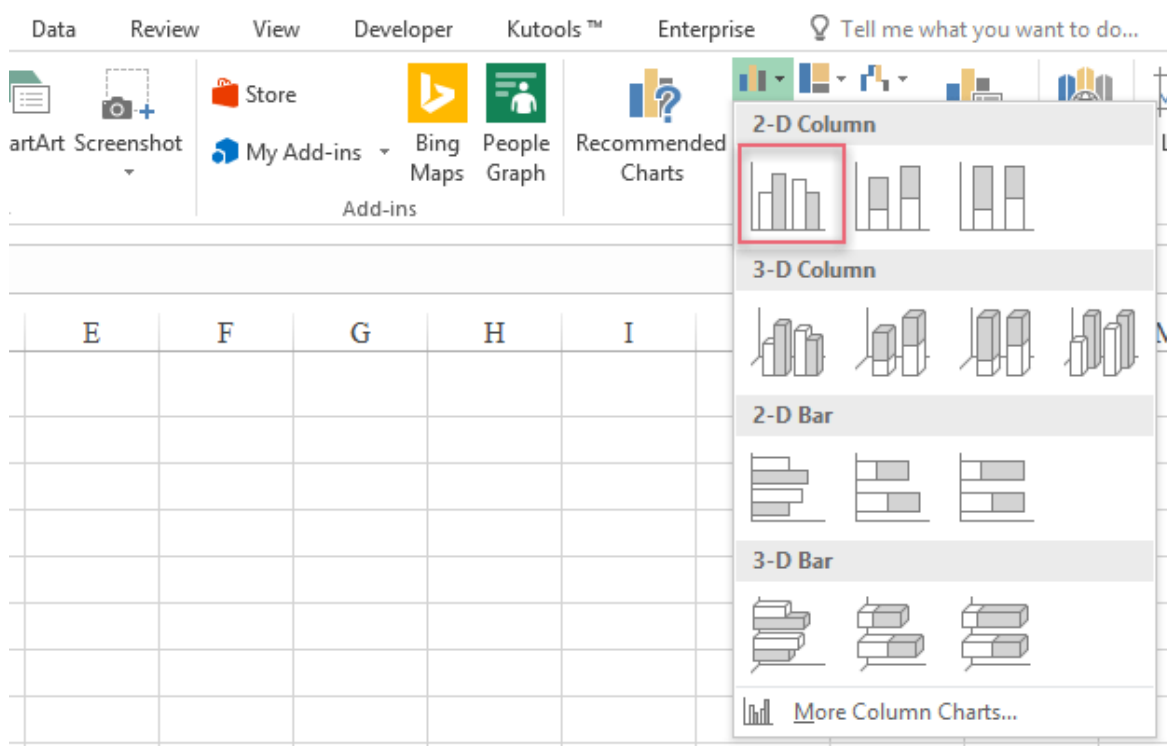 Data Review View Developer Kutools ™ Enterprise Tell me what you want to do...
Store
artArt Screenshot My Add-ins Bing Maps People Graph Recommended Charts
Add-ins
2-D Column
3-D Column
E F G H I
2-D Bar
3-D Bar
More Column Charts...